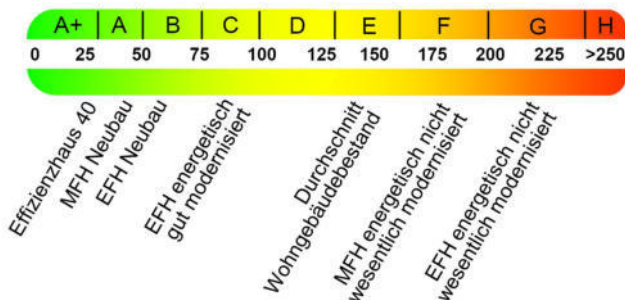 A+ A B C D E F G H
0 25 50 75 100 125 150 175 200 225 >250
Effizienzhaus 40
MFH Neubau
EFH Neubau
EFH energetisch
gut modernisiert
Durchschnitt
Wohngebäudebestand
MFH energetisch nicht
wesentlich modernisiert
EFH energetisch nicht
wesentlich modernisiert